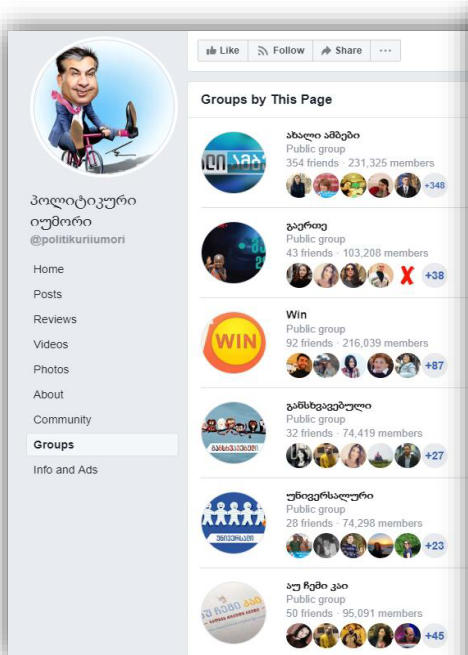 Like
Follow
Share
პოლიტიკური
იუმორი
@politikuriiumori
Home
Posts
Reviews
Videos
Photos
About
Community
Groups
Info and Ads
Groups by This Page
ახალი ამბები
Public group
354 friends · 231,325 members
+348
გაერთე
Public group
43 friends · 103,208 members
+38
WIN
Win
Public group
92 friends · 216,039 members
+87
განსხვავებული
განსხვავებული
Public group
32 friends · 74,419 members
+27
უნივერსალი
უნივერსალური
Public group
28 friends · 74,298 members
+23
აუ ჩემი კაი
Public group
50 friends · 95,091 members
+45